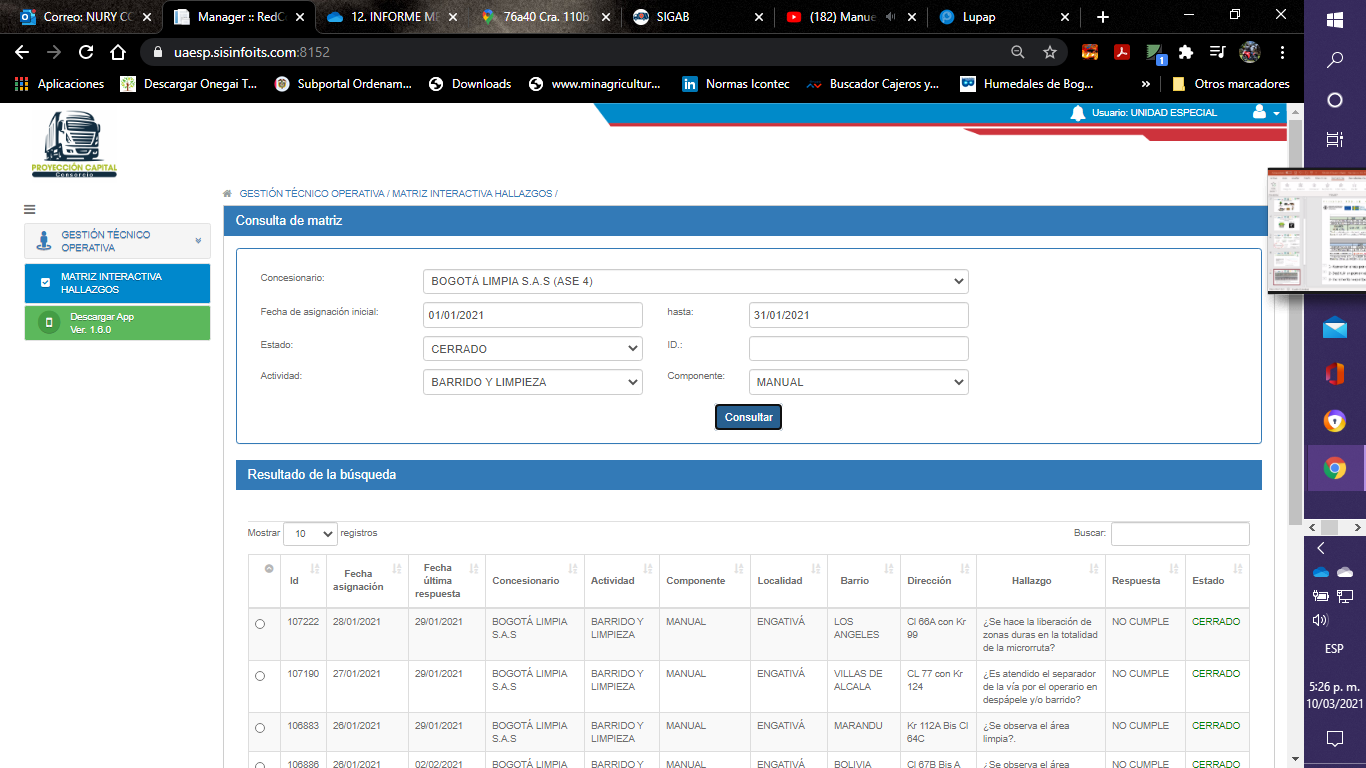 Correo: NURY CO
Manager :: RedC
12. INFORME ME
76a40 Cra. 110b
SIGAB
(182) Manue
Lupap
uaesp.sisinfoits.com:8152
Aplicaciones
Descargar Onegai T...
Subportal Ordenam...
Downloads
www.minagricultur...
Normas Icontec
Buscador Cajeros y...
Humedales de Bog...
»
Otros marcadores
PROYECCIÓN CAPITAL
Consorcio
Usuario: UNIDAD ESPECIAL
GESTIÓN TÉCNICO OPERATIVA / MATRIZ INTERACTIVA HALLAZGOS /
GESTIÓN TÉCNICO
OPERATIVA
MATRIZ INTERACTIVA
HALLAZGOS
Descargar App
Ver. 1.6.0
Consulta de matriz
Concesionario: BOGOTÁ LIMPIA S.A.S (ASE 4)
Fecha de asignación inicial: 01/01/2021 hasta: 31/01/2021
Estado: CERRADO ID.:
Actividad: BARRIDO Y LIMPIEZA Componente: MANUAL
Consultar
Resultado de la búsqueda
Mostrar 10 registros Buscar:
Id
Fecha
asignación
Fecha
última
respuesta
Concesionario
Actividad
Componente
Localidad
Barrio
Dirección
Hallazgo
Respuesta
Estado
107222 28/01/2021 29/01/2021 BOGOTÁ LIMPIA BARRIDO Y MANUAL ENGATIVÁ LOS Cl 66A con Kr ¿Se hace la liberación de NO CUMPLE CERRADO
S.A.S LIMPIEZA ANGELES 99 zonas duras en la totalidad
de la microrruta?
107190 27/01/2021 29/01/2021 BOGOTÁ LIMPIA BARRIDO Y MANUAL ENGATIVÁ VILLAS DE CL 77 con Kr ¿Es atendido el separador NO CUMPLE CERRADO
S.A.S LIMPIEZA ALCALA 124 de la vía por el operario en
despápele y/o barrido?
106883 26/01/2021 29/01/2021 BOGOTÁ LIMPIA BARRIDO Y MANUAL ENGATIVÁ MARANDU Kr 112A Bis Cl ¿Se observa el área NO CUMPLE CERRADO
S.A.S LIMPIEZA 64C limpia?.
106886 26/01/2021 02/02/2021 BOGOTÁ LIMPIA BARRIDO Y MANUAL ENGATIVÁ BOLIVIA Cl 67B Bis A ¿Se observa el área NO CUMPLE CERRADO
ESP
5:26 p. m.
10/03/2021